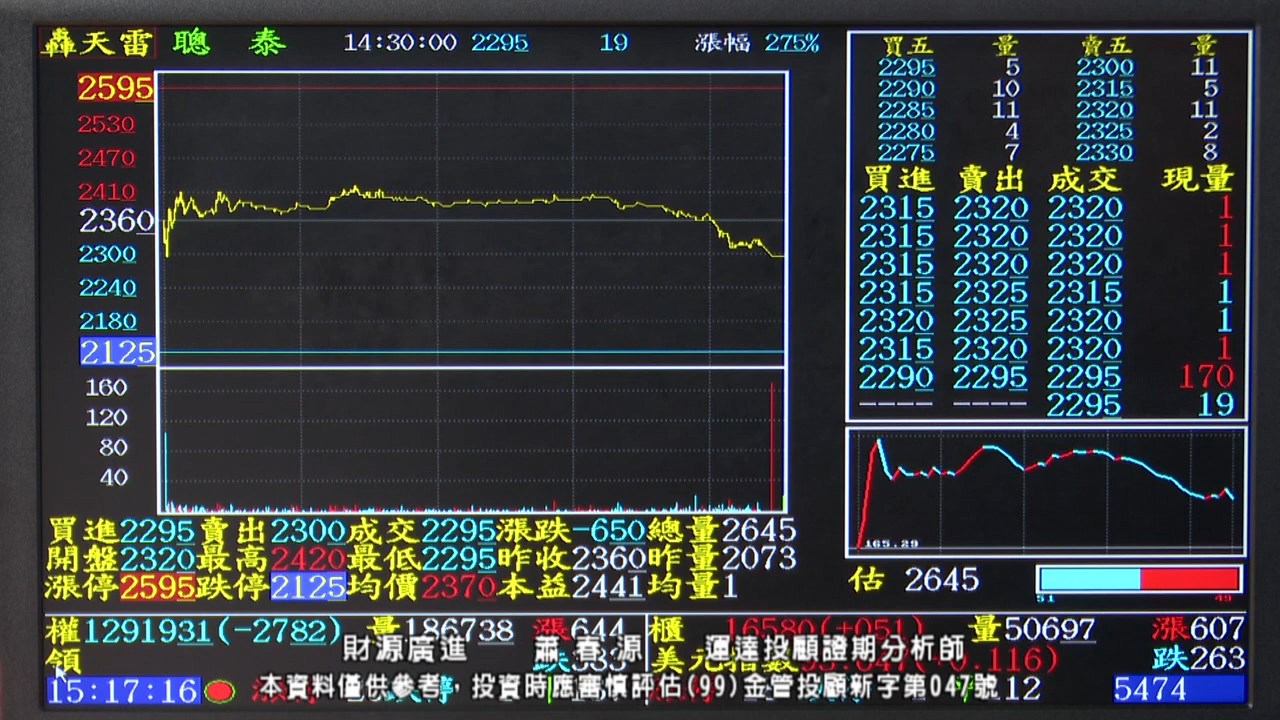 轟天雷 聰泰 14:30:00 2295 19 漲幅 275%
2595
2530
2470
2410
2360
2300
2240
2180
2125
160
120
80
40
買五 量 賣五 量
2295 5 2300 11
2290 10 2315 5
2285 11 2320 11
2280 4 2325 2
2275 7 2330 8
買進 賣出 成交 現量
2315 2320 2320 1
2315 2320 2320 1
2315 2320 2320 1
2315 2325 2315 1
2320 2325 2320 1
2315 2320 2320 1
2290 2295 2295 170
---- ---- 2295 19
165.29
估 2645
51 49
買進2295賣出2300成交2295漲跌-650總量2645
開盤2320最高2420最低2295昨收2360昨量2073
漲停2595跌停2125均價2370本益2441均量1
權1291931(-2782) 量186738 漲644 櫃 16580(+051) 量50697 漲607
領 跌 美元指數 跌263
財源廣進 蕭春源 運達投顧證期分析師
15:17:16 5474
本資料僅供參考，投資時應審慎評估(99)金管投顧新字第047號